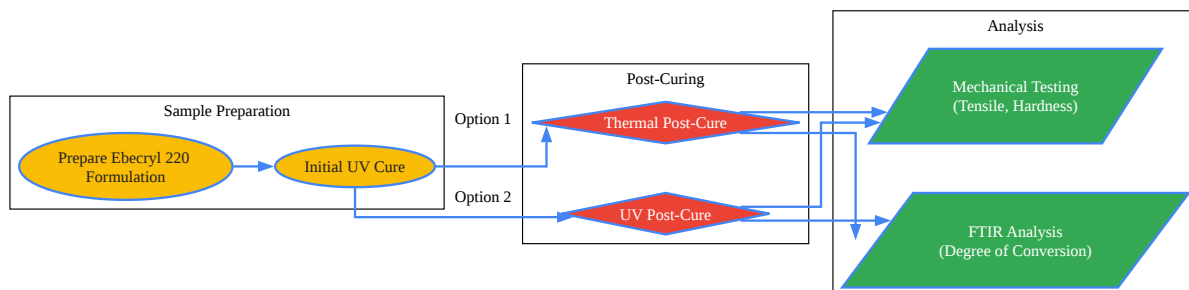 Sample Preparation
Prepare Ebecryl 220
Formulation
Initial UV Cure
Option 1
Option 2
Post-Curing
Thermal Post-Cure
UV Post-Cure
Analysis
Mechanical Testing
(Tensile, Hardness)
FTIR Analysis
(Degree of Conversion)